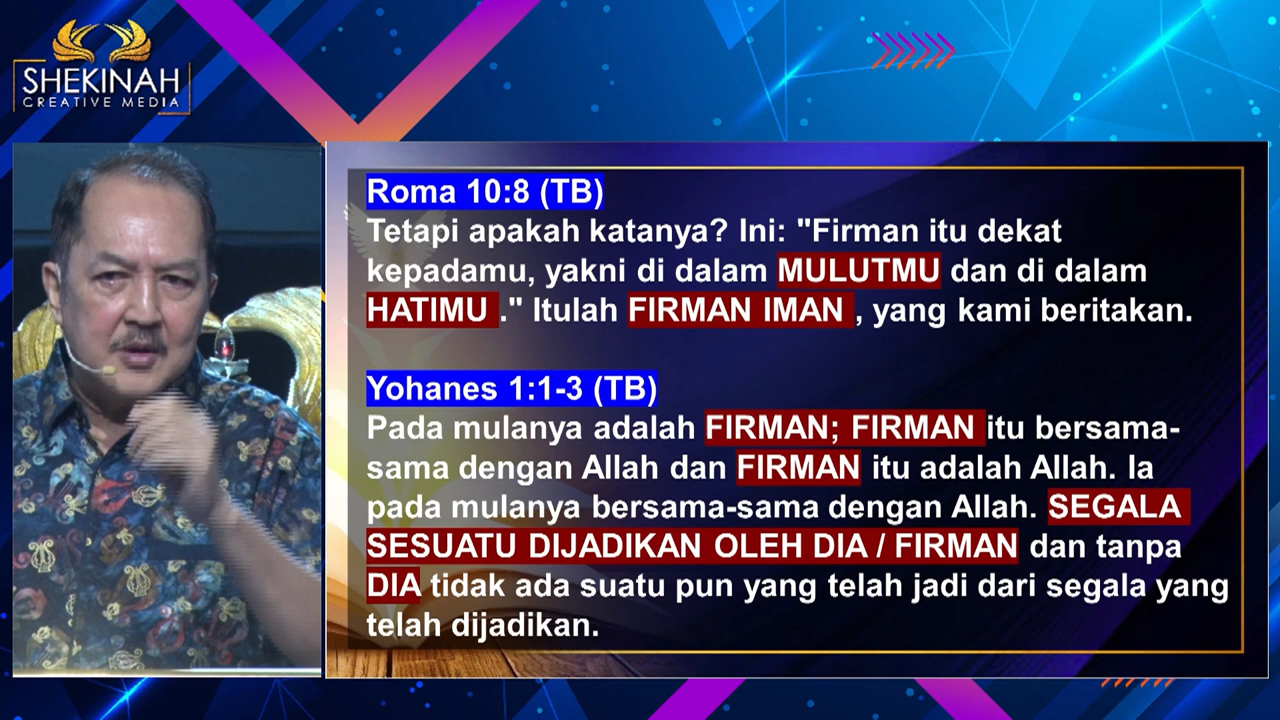 SHEKINAH
CREATIVE MEDIA
Roma 10:8 (TB)
Tetapi apakah katanya? Ini: "Firman itu dekat
kepadamu, yakni di dalam MULUTMU dan di dalam
HATIMU ." Itulah FIRMAN IMAN , yang kami beritakan.
Yohanes 1:1-3 (TB)
Pada mulanya adalah FIRMAN; FIRMAN itu bersama-
sama dengan Allah dan FIRMAN itu adalah Allah. Ia
pada mulanya bersama-sama dengan Allah. SEGALA
SESUATU DIJADIKAN OLEH DIA / FIRMAN dan tanpa
DIA tidak ada suatu pun yang telah jadi dari segala yang
telah dijadikan.